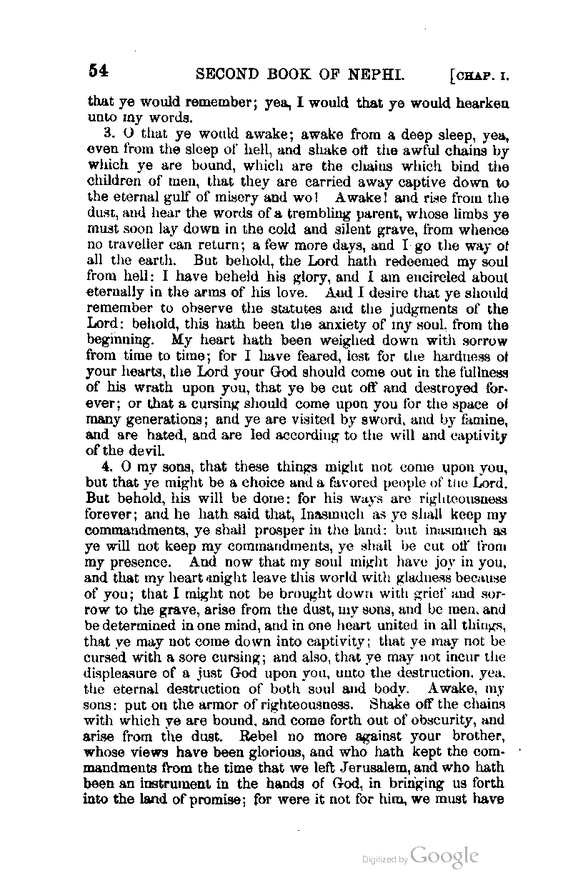 54 SECOND BOOK OF NEPHI. [CHAP. I.
that ye would remember; yea, I would that ye would hearken
unto my words.
3. O that ye would awake; awake from a deep sleep, yea,
even from the sleep of hell, and shake off the awful chains by
which ye are bound, which are the chains which bind the
children of men, that they are carried away captive down to
the eternal gulf of misery and wo! Awake! and rise from the
dust, and hear the words of a trembling parent, whose limbs ye
must soon lay down in the cold and silent grave, from whence
no traveller can return; a few more days, and I go the way of
all the earth. But behold, the Lord hath redeemed my soul
from hell: I have beheld his glory, and I am encircled about
eternally in the arms of his love. And I desire that ye should
remember to observe the statutes and the judgments of the
Lord: behold, this hath been the anxiety of my soul, from the
beginning. My heart hath been weighed down with sorrow
from time to time; for I have feared, lest for the hardness of
your hearts, the Lord your God should come out in the fullness
of his wrath upon you, that ye be cut off and destroyed for-
ever; or that a cursing should come upon you for the space of
many generations; and ye are visited by sword, and by famine,
and are hated, and are led according to the will and captivity
of the devil.
4. O my sons, that these things might not come upon you,
but that ye might be a choice and a favored people of the Lord.
But behold, his will be done: for his ways are righteousness
forever; and he hath said that, Inasmuch as ye shall keep my
commandments, ye shall prosper in the land: but inasmuch as
ye will not keep my commandments, ye shall be cut off from
my presence. And now that my soul might have joy in you,
and that my heart might leave this world with gladness because
of you; that I might not be brought down with grief and sor-
row to the grave, arise from the dust, my sons, and be men, and
be determined in one mind, and in one heart united in all things,
that ye may not come down into captivity; that ye may not be
cursed with a sore cursing; and also, that ye may not incur the
displeasure of a just God upon you, unto the destruction, yea,
the eternal destruction of both soul and body. Awake, my
sons: put on the armor of righteousness. Shake off the chains
with which ye are bound, and come forth out of obscurity, and
arise from the dust. Rebel no more against your brother,
whose views have been glorious, and who hath kept the com-
mandments from the time that we left Jerusalem, and who hath
been an instrument in the hands of God, in bringing us forth
into the land of promise; for were it not for him, we must have
Digitized by Google